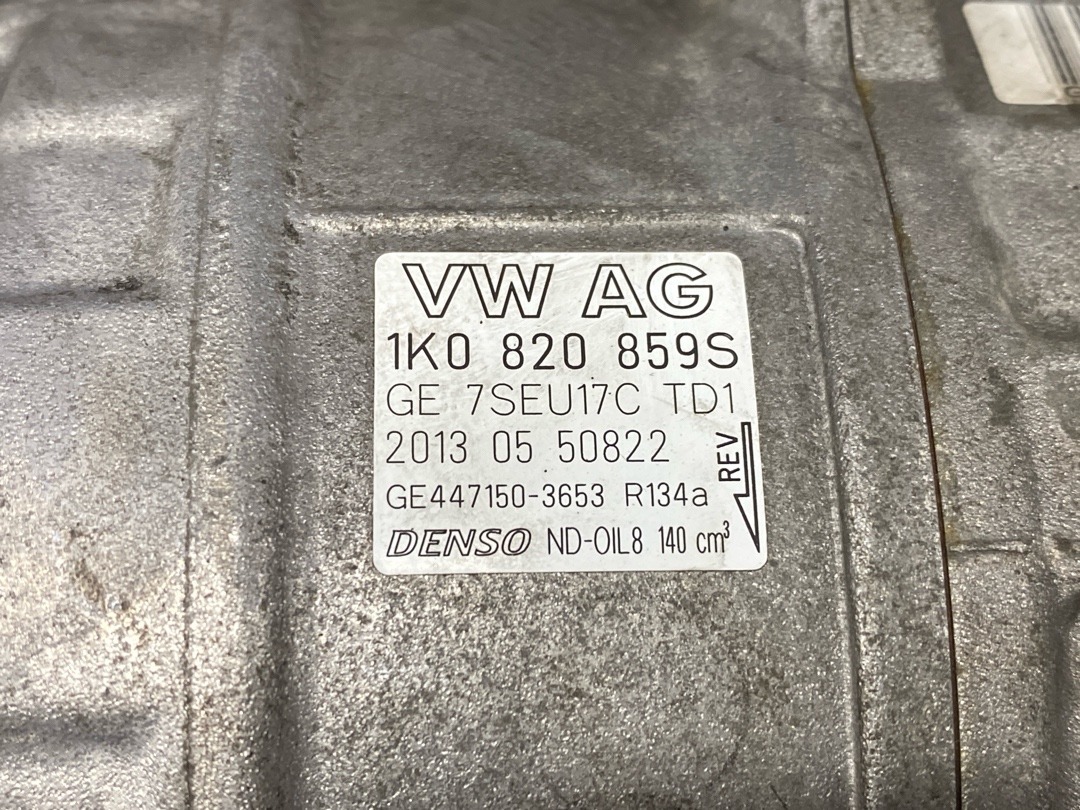 VW AG
1K0 820 859S
GE 7SEU17C TD1
2013 05 50822
REV
GE447150-3653 R134a
DENSO ND-OIL8 140 cm³